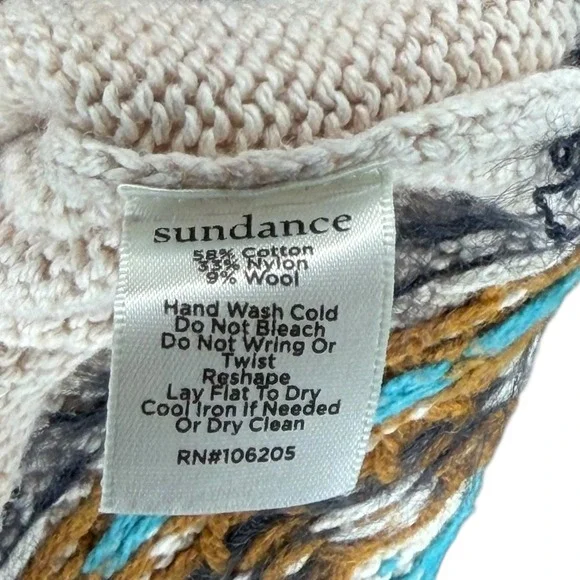 sundance
58% Cotton
33% Nylon
9% Wool
Hand Wash Cold
Do Not Bleach
Do Not Wring Or
Twist
Reshape
Lay Flat To Dry
Cool Iron if Needed
Or Dry Clean
RN#106205